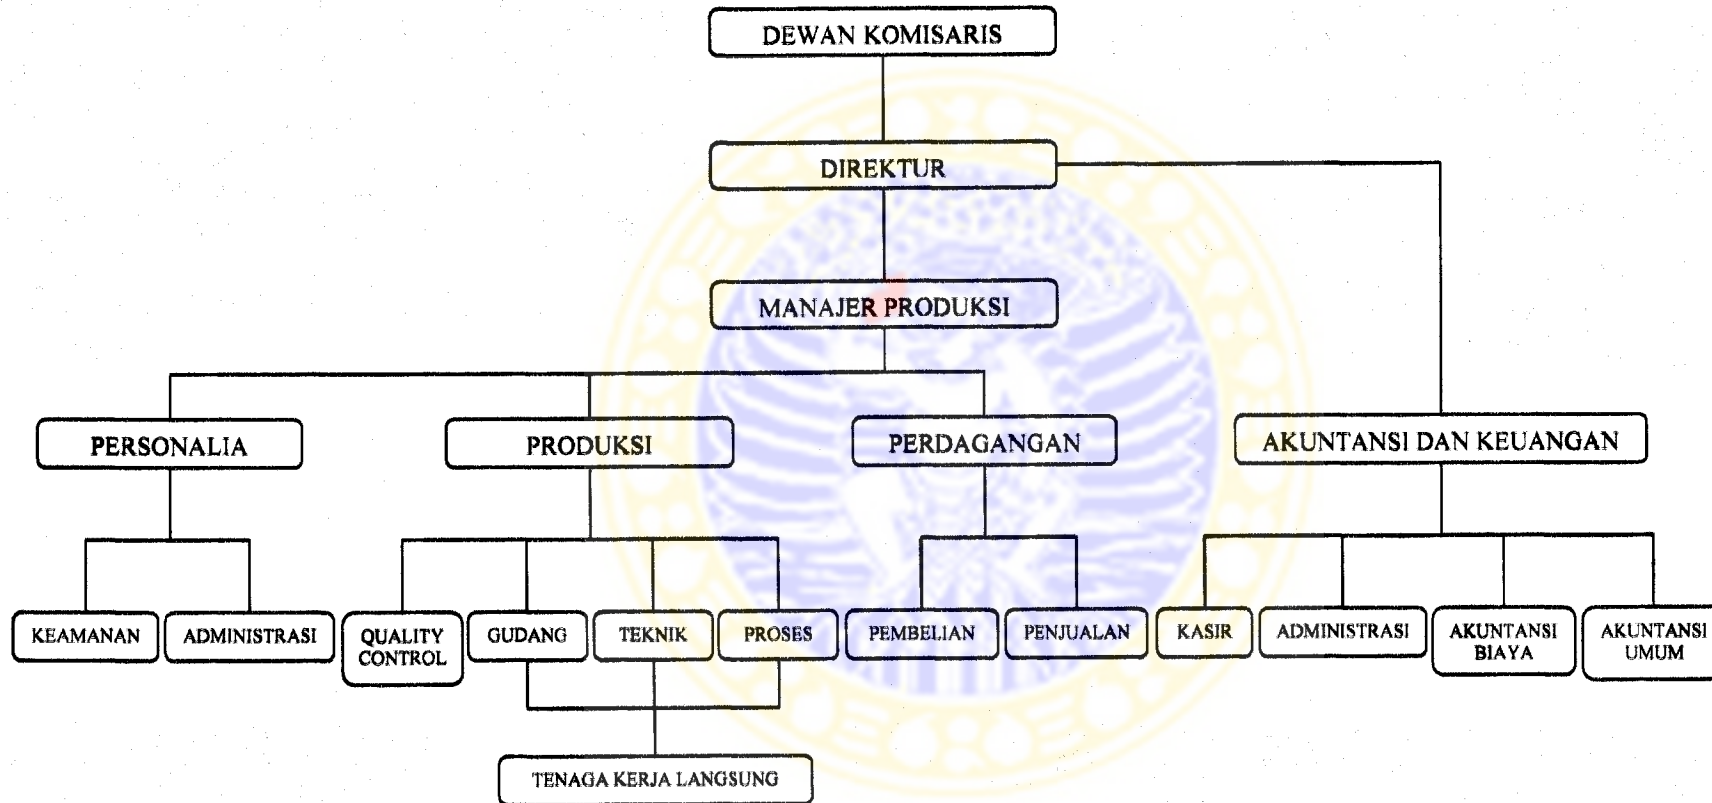 DEWAN KOMISARIS
DIREKTUR
MANAJER PRODUKSI
PERSONALIA
PRODUKSI
PERDAGANGAN
AKUNTANSI DAN KEUANGAN
KEAMANAN
ADMINISTRASI
QUALITY
CONTROL
GUDANG
TEKNIK
PROSES
PEMBELIAN
PENJUALAN
KASIR
ADMINISTRASI
AKUNTANSI
BIAYA
AKUNTANSI
UMUM
TENAGA KERJA LANGSUNG